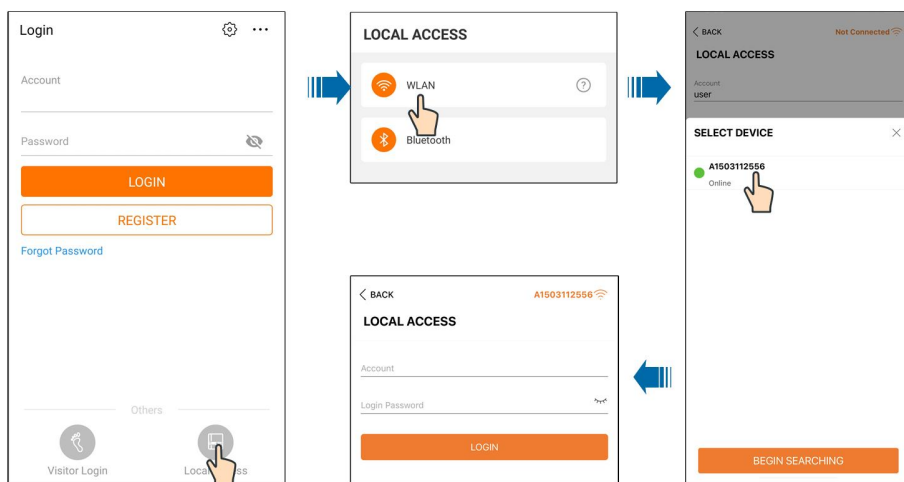 Login
Account
Password
LOGIN
REGISTER
Forgot Password
Others
Visitor Login
LOCAL ACCESS
WLAN
?
Bluetooth
BACK
Not Connected
LOCAL ACCESS
Account
user
SELECT DEVICE
A1503112556
Online
BEGIN SEARCHING
BACK
A1503112556
LOCAL ACCESS
Account
Login Password
LOGIN